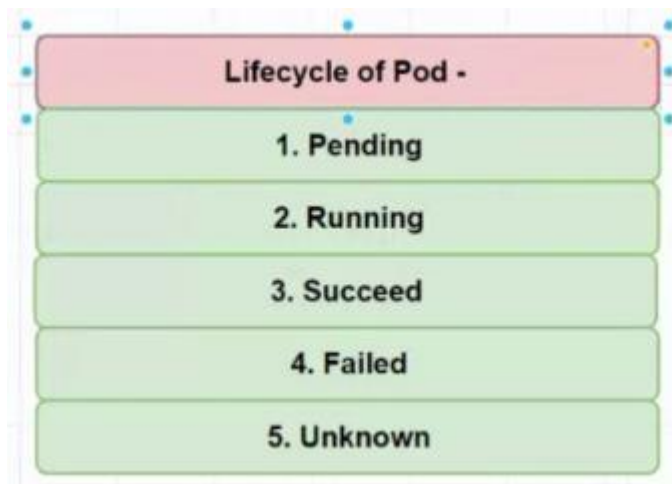 Lifecycle of Pod -
1. Pending
2. Running
3. Succeed
4. Failed
5. Unknown